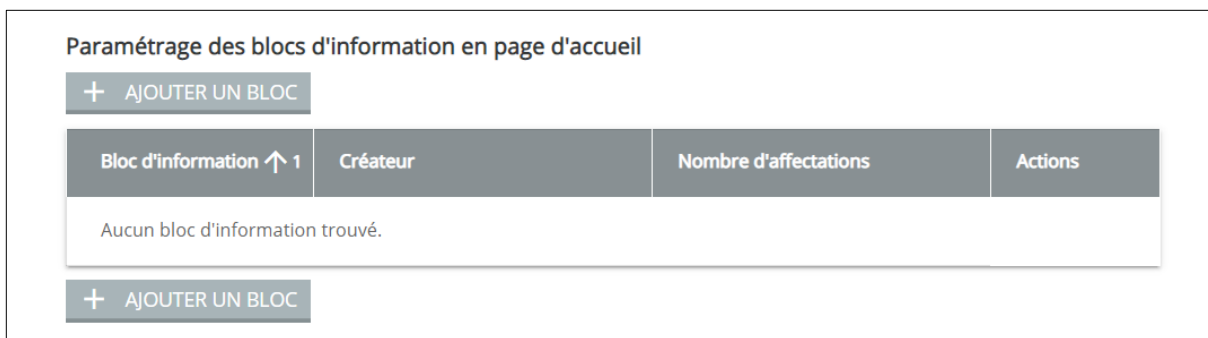 Paramétrage des blocs d'information en page d'accueil
+ AJOUTER UN BLOC
Bloc d'information ↑ 1 Créateur Nombre d'affectations Actions
Aucun bloc d'information trouvé.
+ AJOUTER UN BLOC